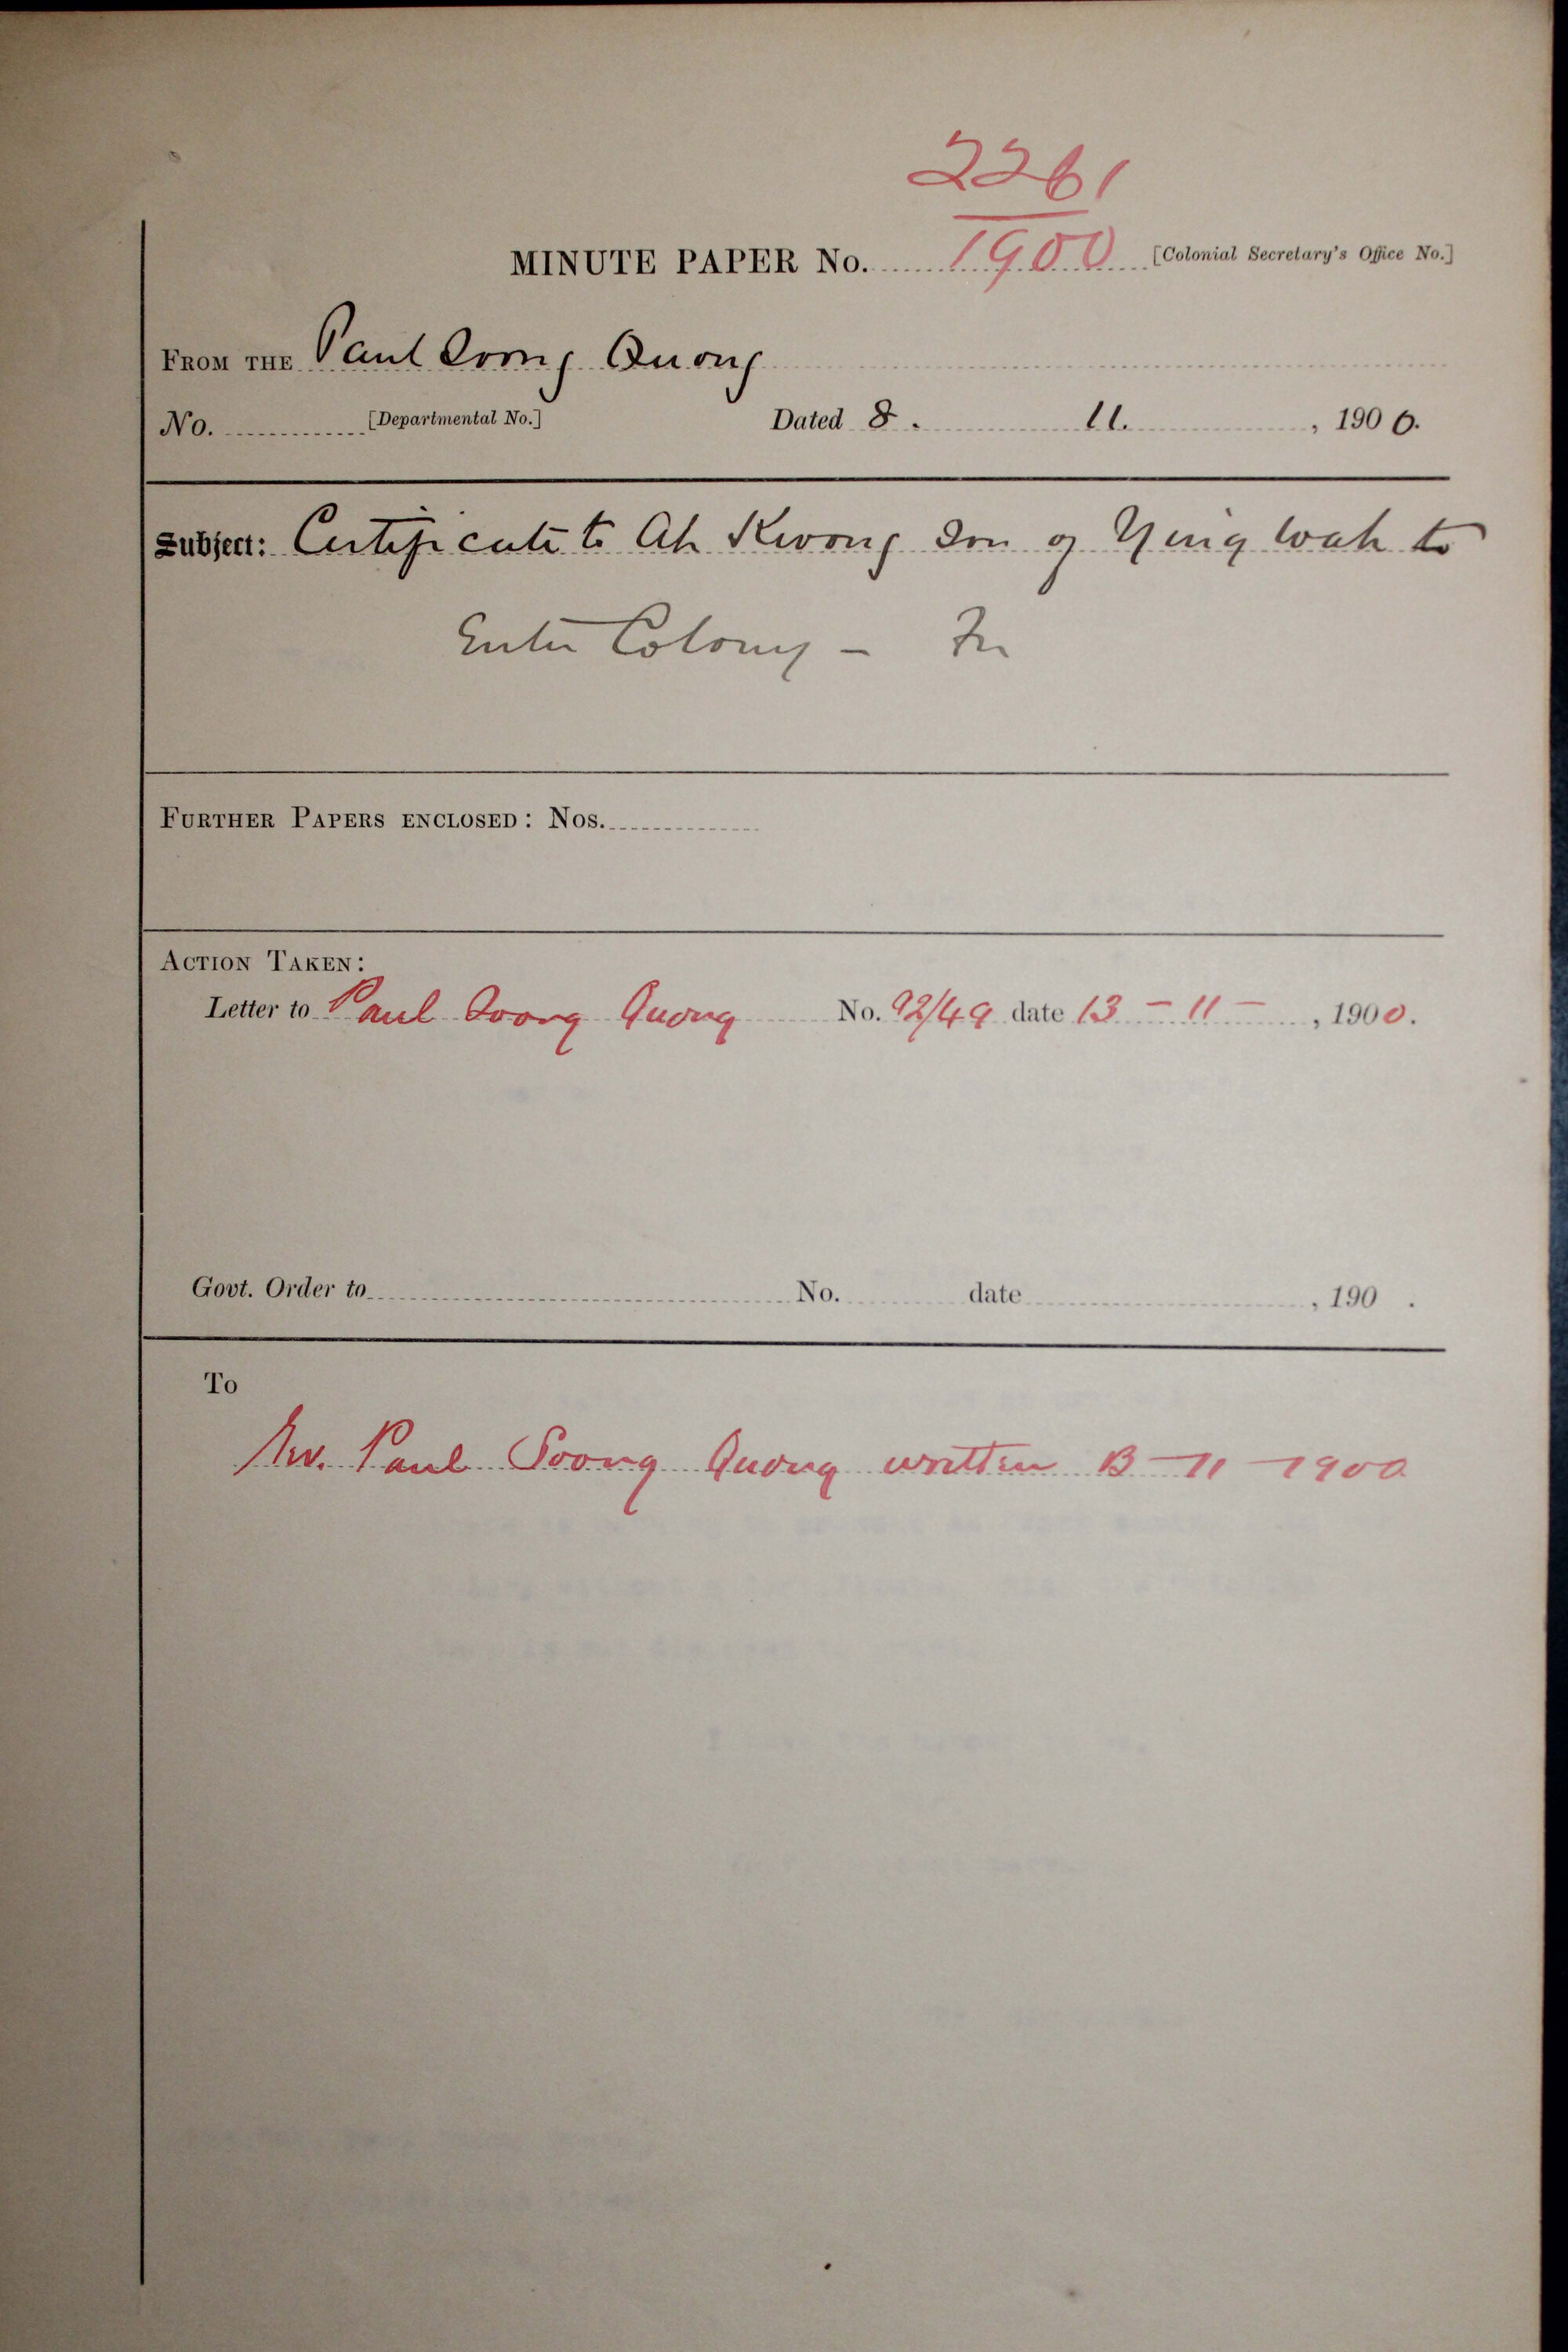 2261
MINUTE PAPER No. 1900 [Colonial Secretary's Office No.]
FROM THE Paul Soong Quong
No. [Departmental No.] Dated 8. 11. , 1900.
Subject: Certificate to Ah Kwong Son of Ying Wah to
Enter Colony - For
FURTHER PAPERS ENCLOSED: Nos.
ACTION TAKEN:
Letter to Paul Soong Quong No. 92/49 date 13 - 11 - , 1900.
Govt. Order to No. date , 190 .
To
Mr. Paul Soong Quong written 13-11-1900